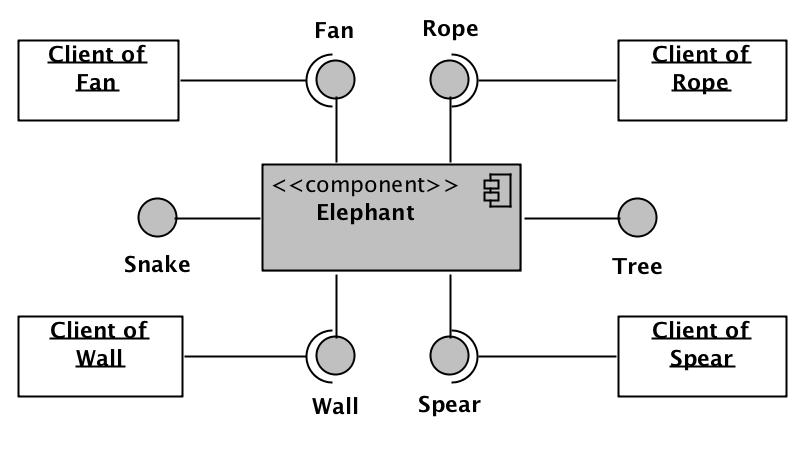 Fan
Rope
Client of
Fan
Client of
Rope
<<component>>
Elephant
Snake
Tree
Client of
Wall
Client of
Spear
Wall
Spear